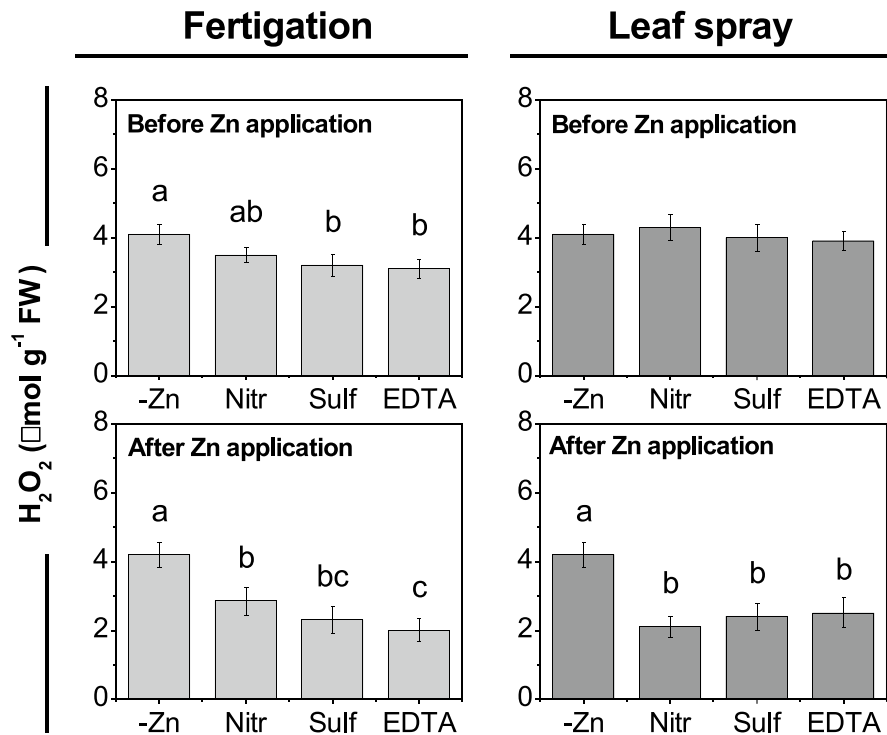 Fertigation
Leaf spray
H₂O₂ (□mol g⁻¹ FW)
8
6
4
2
0
Before Zn application
a
ab
b
b
-Zn
Nitr
Sulf
EDTA
8
6
4
2
0
Before Zn application
-Zn
Nitr
Sulf
EDTA
8
6
4
2
0
After Zn application
a
b
bc
c
-Zn
Nitr
Sulf
EDTA
8
6
4
2
0
After Zn application
a
b
b
b
-Zn
Nitr
Sulf
EDTA